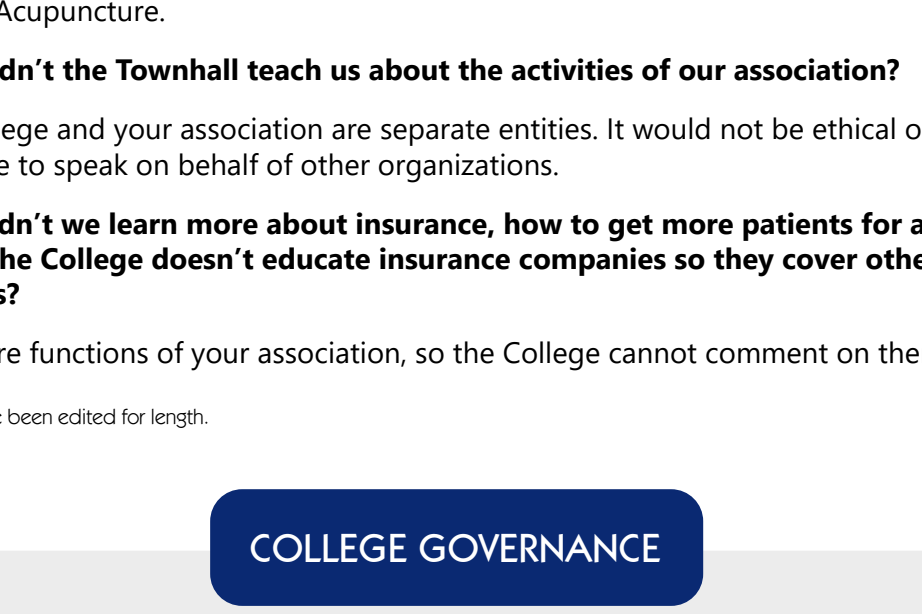 Acupuncture.
dn’t the Townhall teach us about the activities of our association?
lege and your association are separate entities. It would not be ethical o
e to speak on behalf of other organizations.
dn’t we learn more about insurance, how to get more patients for a
he College doesn’t educate insurance companies so they cover othe
s?
re functions of your association, so the College cannot comment on the
been edited for length.
COLLEGE GOVERNANCE